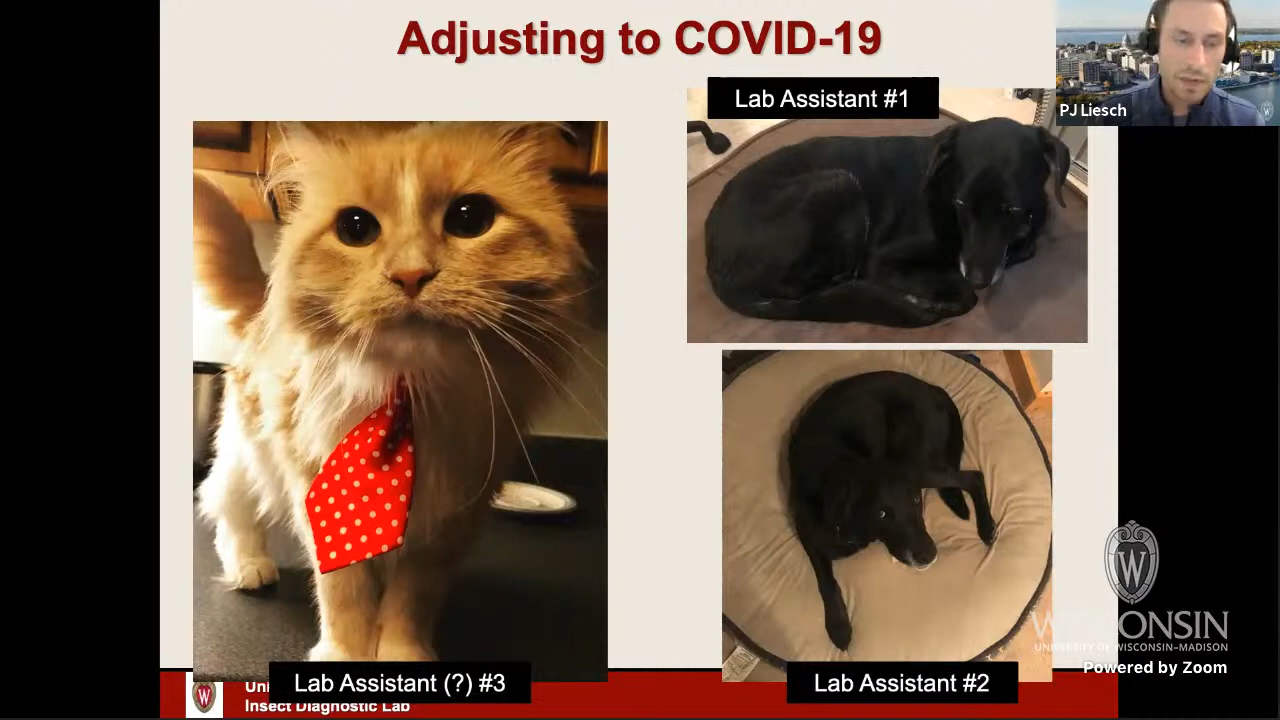 Adjusting to COVID-19
PJ Liesch
Lab Assistant #1
Lab Assistant (?) #3
Lab Assistant #2
Uni
Insect Diagnostic Lab
W
W
WISCONSIN
UNIVERSITY OF WISCONSIN–MADISON
Powered by Zoom